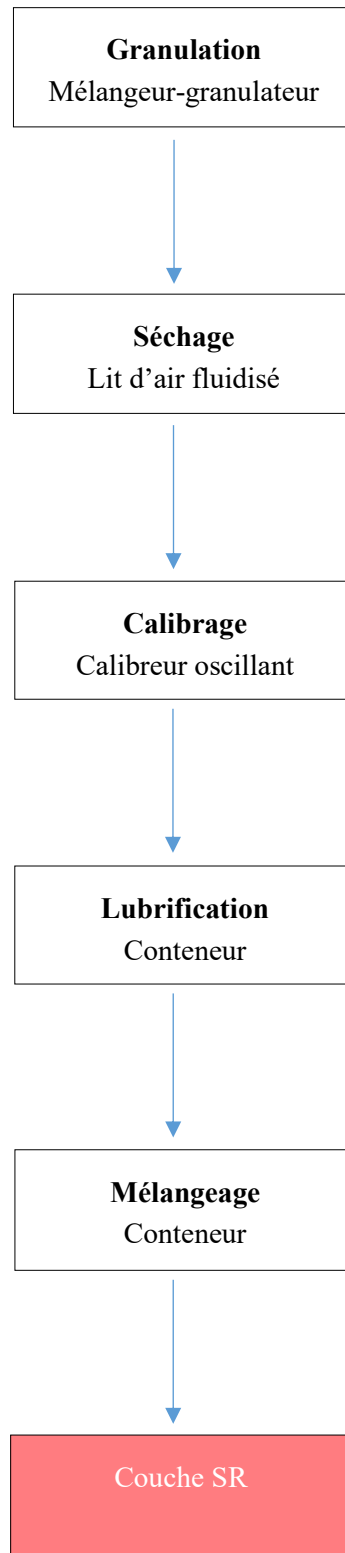 Granulation
Mélangeur-granulateur
Séchage
Lit d’air fluidisé
Calibrage
Calibreur oscillant
Lubrification
Conteneur
Mélangeage
Conteneur
Couche SR